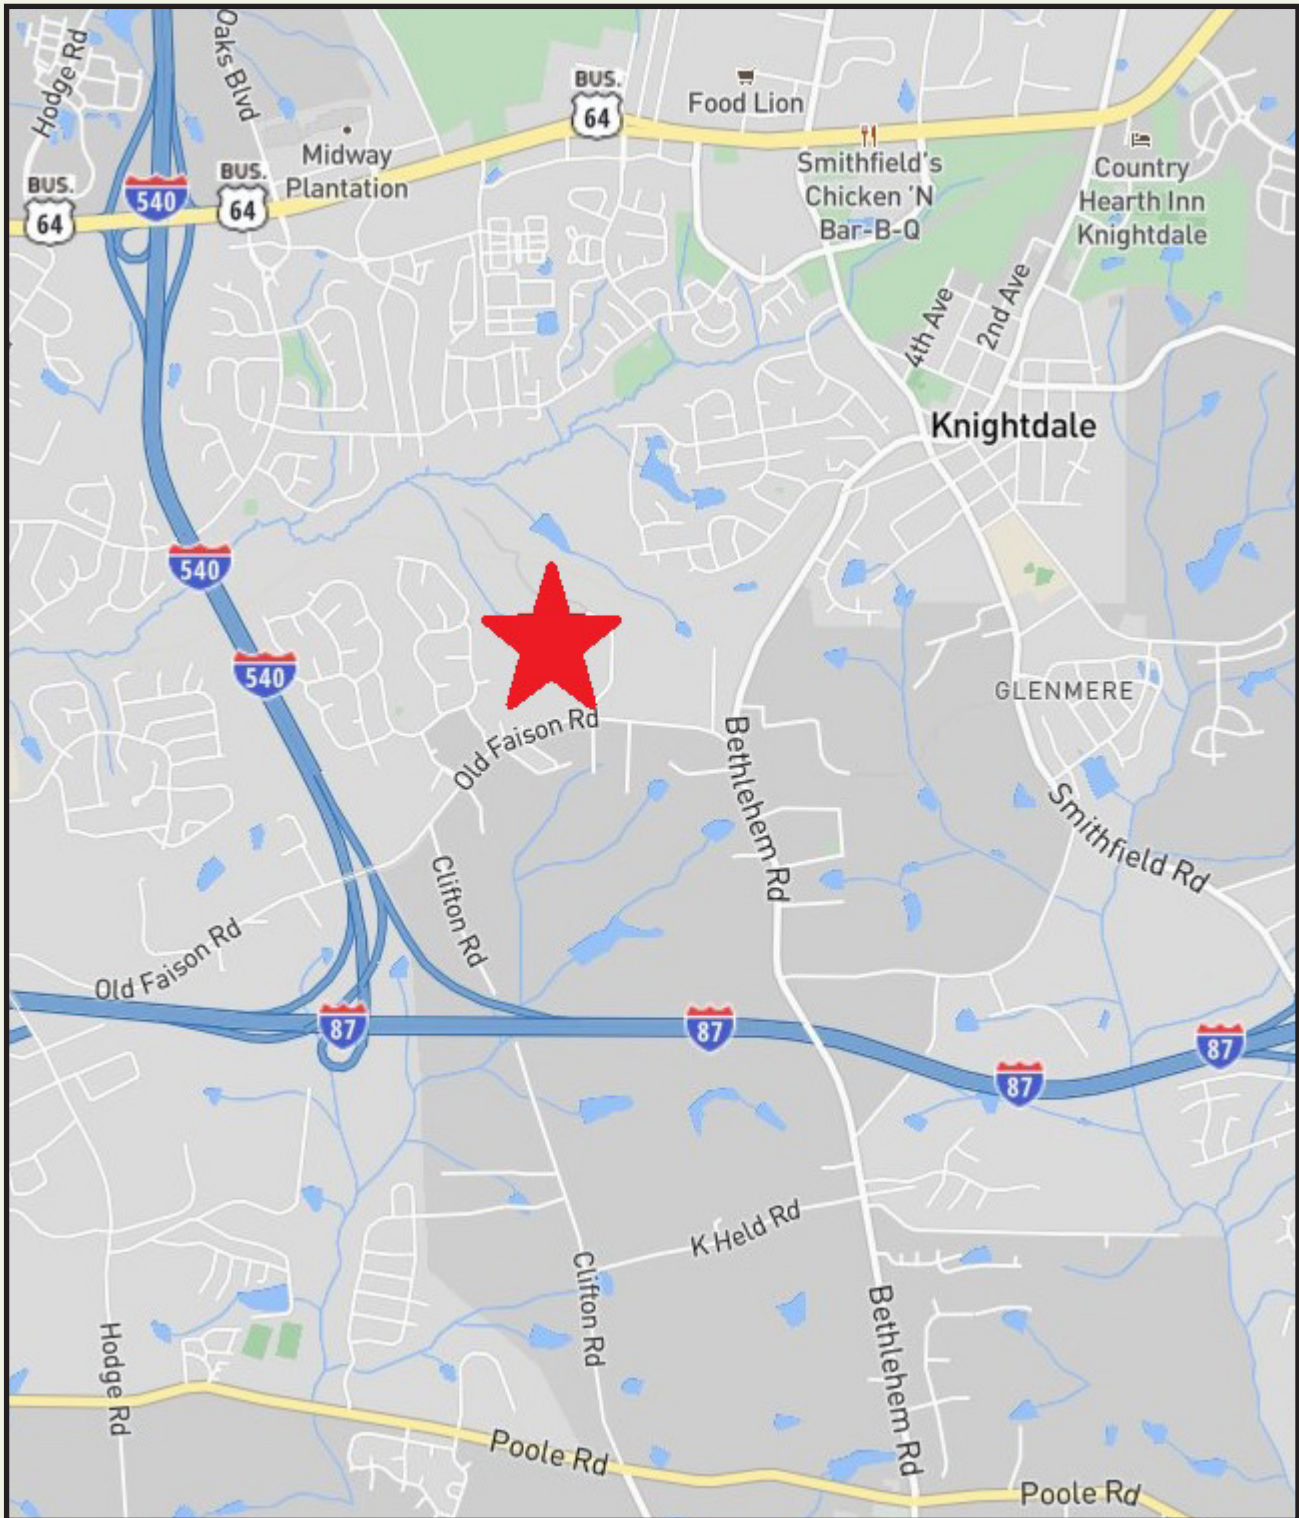 Hodge Rd
Oaks Blvd
BUS.
64
Food Lion
Midway
Plantation
Smithfield's
Chicken 'N
Bar-B-Q
Country
Hearth Inn
Knightdale
BUS.
64
540
BUS.
64
4th Ave
2nd Ave
Knightdale
540
540
GLENMERE
Old Faison Rd
Bethlehem Rd
Smithfield Rd
Clifton Rd
Old Faison Rd
87
87
87
87
K Held Rd
Clifton Rd
Bethlehem Rd
Hodge Rd
Poole Rd
Poole Rd